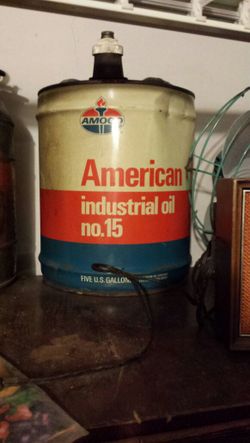 AMOCO
American
industrial oil
no.15
FIVE U.S. GALLONS